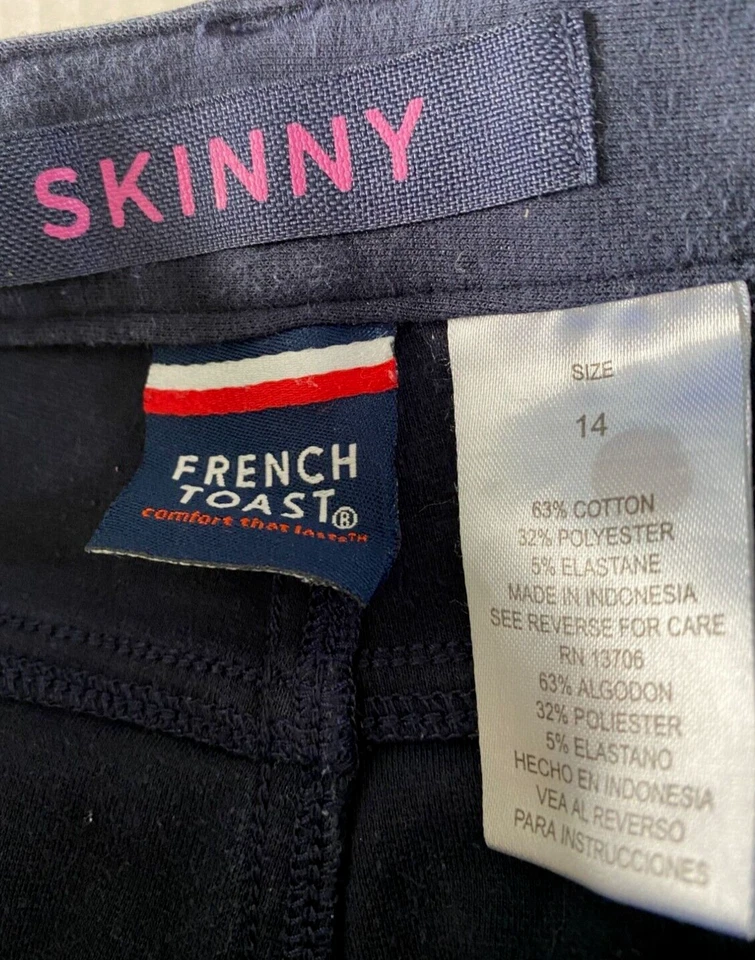 SKINNY
FRENCH
TOAST®
comfort that lasts™
SIZE
14
63% COTTON
32% POLYESTER
5% ELASTANE
MADE IN INDONESIA
SEE REVERSE FOR CARE
RN 13706
63% ALGODON
32% POLIESTER
5% ELASTANO
HECHO EN INDONESIA
VEA AL REVERSO
PARA INSTRUCCIONES